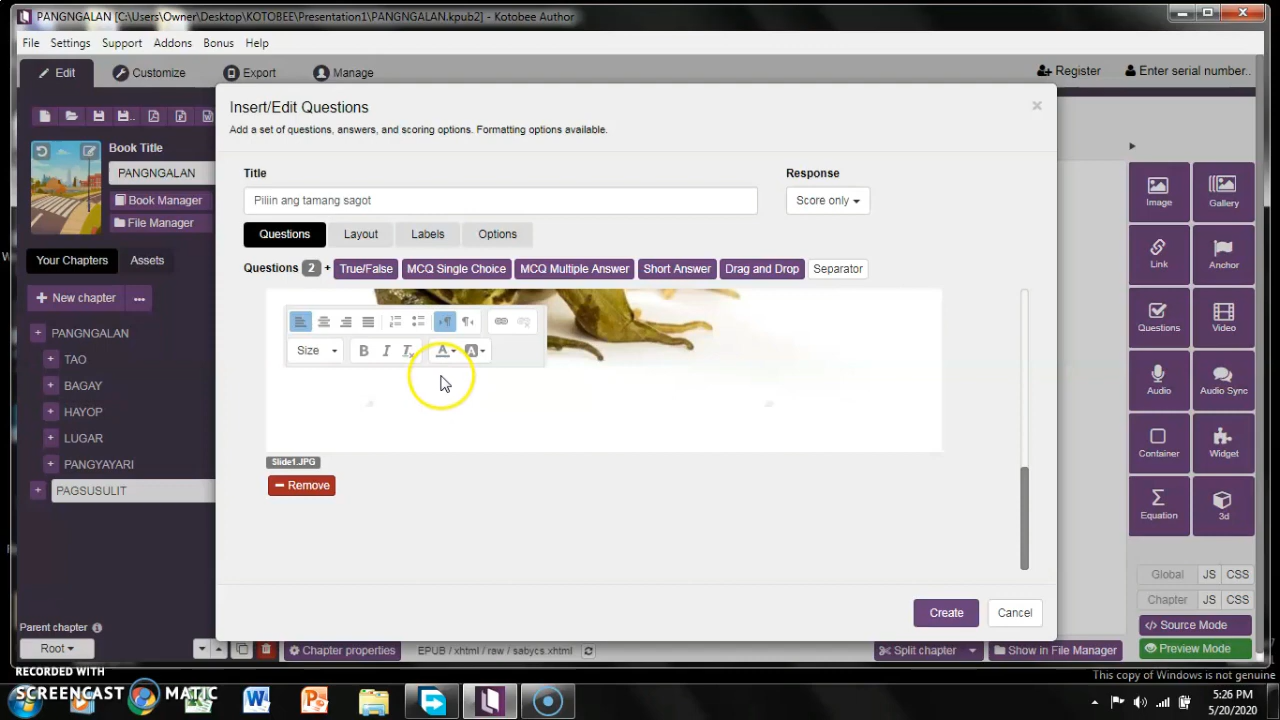 PANGNGALAN [C:\Users\Owner\Desktop\KOTOBEE\Presentation1\PANGNGALAN.kpub2] - Kotobee Author
File Settings Support Addons Bonus Help
Edit Customize Export Manage Register Enter serial number..
Insert/Edit Questions
Add a set of questions, answers, and scoring options. Formatting options available.
Book Title
PANGNGALAN
Book Manager
File Manager
Your Chapters Assets
New chapter
PANGNGALAN
TAO
BAGAY
HAYOP
LUGAR
PANGYAYARI
PAGSUSULIT
Parent chapter
Root
Title Response
Piliin ang tamang sagot Score only
Questions Layout Labels Options
Questions 2 + True/False MCQ Single Choice MCQ Multiple Answer Short Answer Drag and Drop Separator
Size B I Tx A A
Slide1.JPG
Remove
Create Cancel
Image Gallery
Link Anchor
Questions Video
Audio Audio Sync
Container Widget
Equation 3d
Global JS CSS
Chapter JS CSS
Source Mode
Preview Mode
Chapter properties EPUB / xhtml / raw / sabycs.xhtml Split chapter Show in File Manager
RECORDED WITH
SCREENCAST MATIC
This copy of Windows is not genuine
5:26 PM
5/20/2020